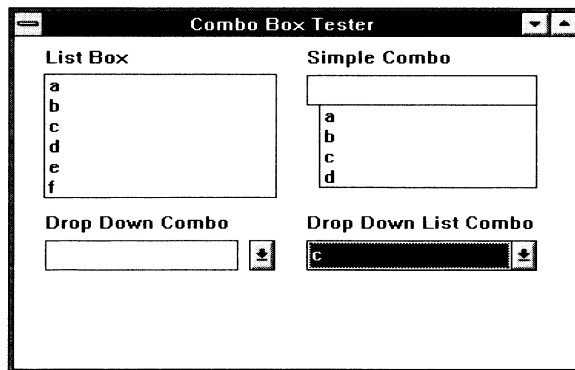 Combo Box Tester
List Box
a
b
c
d
e
f
Simple Combo
a
b
c
d
Drop Down Combo
Drop Down List Combo
c